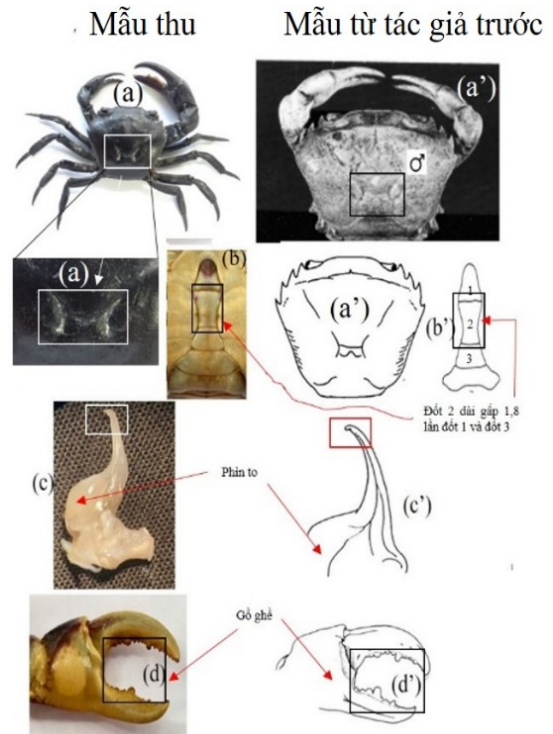 Mẫu thu
Mẫu từ tác giả trước
(a)
(a’)
♂
(a)
(b)
(a’)
1
2
3
(b’)
Đốt 2 dài gấp 1,8
lần đốt 1 và đốt 3
(c)
Phìn to
(c’)
Gồ ghề
(d)
(d’)